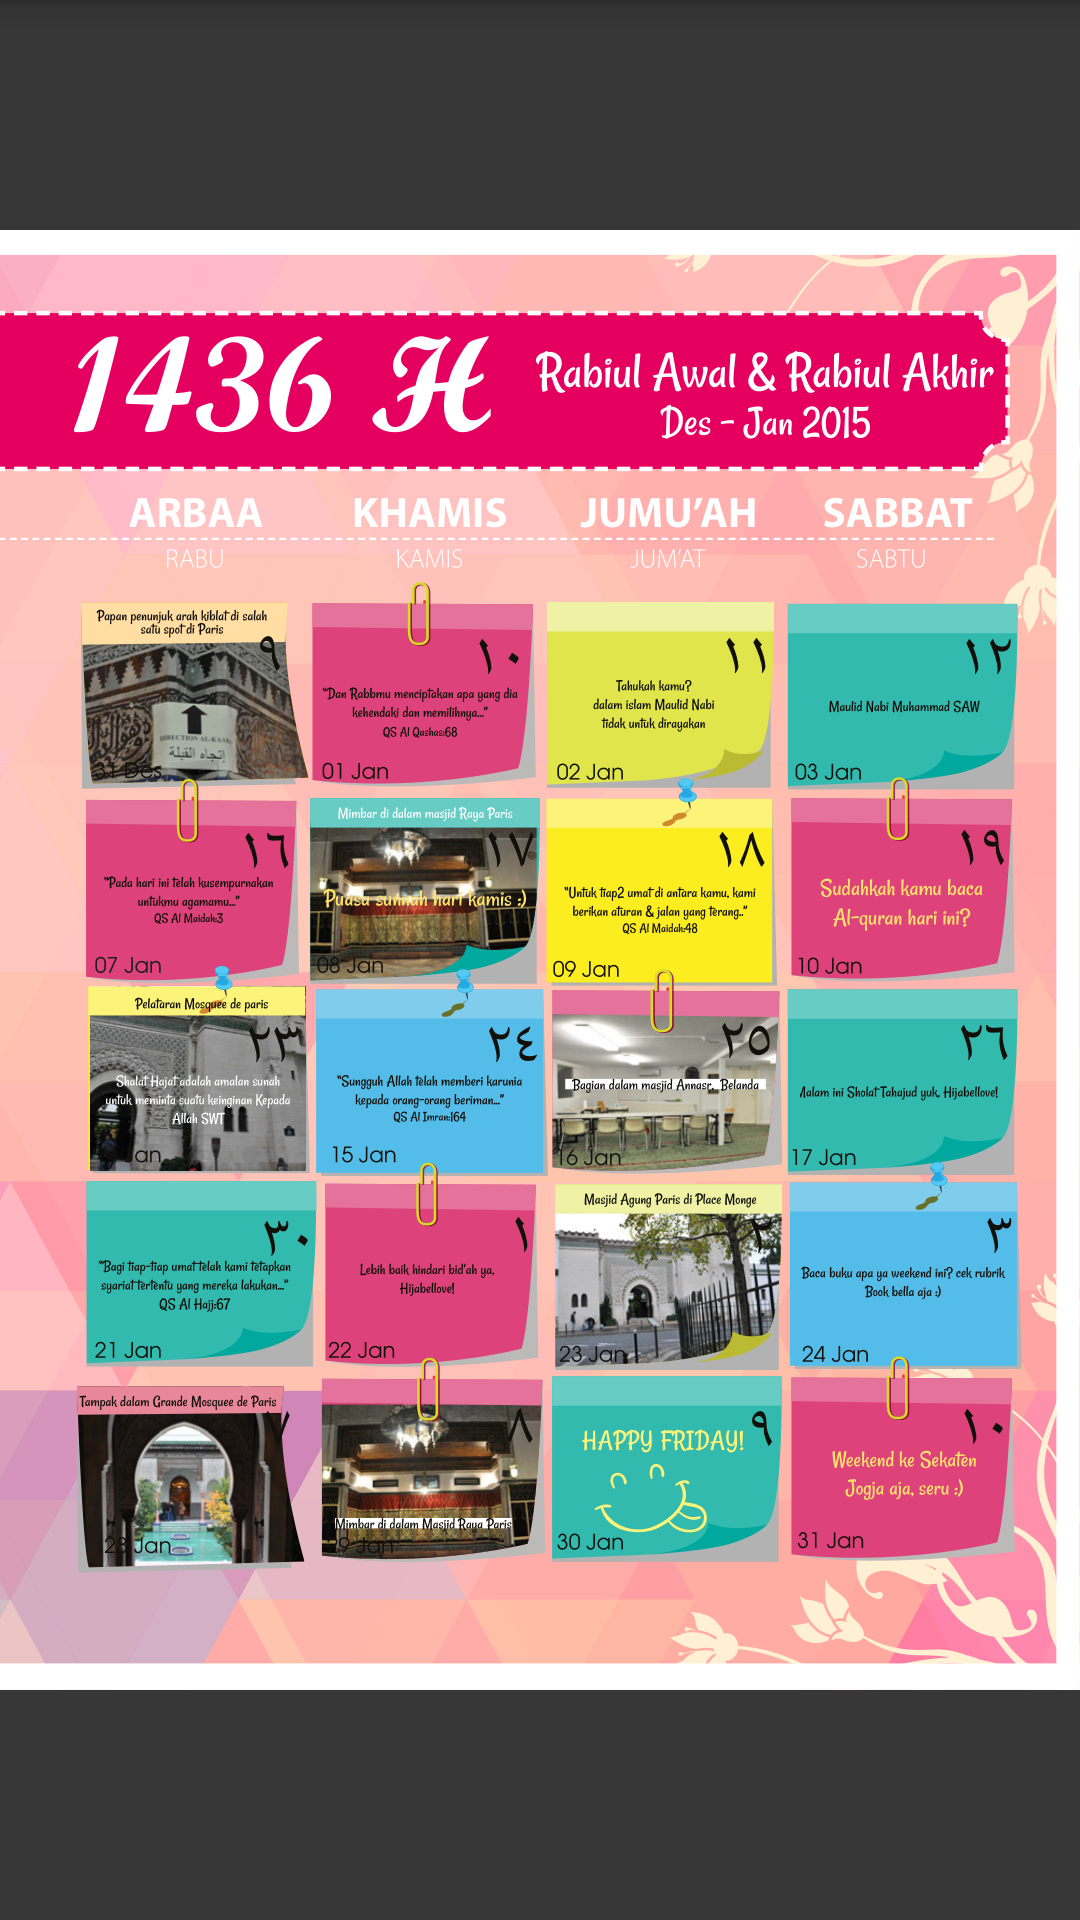 1436 H
Rabiul Awal & Rabiul Akhir
Des - Jan 2015
ARBAA KHAMIS JUMU'AH SABBAT
RABU KAMIS JUM'AT SABTU
Papan penunjuk arah kiblat di salah
satu spot di Paris
٩
DIRECTION AL-KAABA
إتجاه القبلة
31 Des
١٠
"Dan Rabbmu menciptakan apa yang dia
kehendaki dan memilihnya..."
QS Al Qashas:68
01 Jan
١١
Tahukah kamu?
dalam islam Maulid Nabi
tidak untuk dirayakan
02 Jan
١٢
Maulid Nabi Muhammad SAW
03 Jan
١٦
"Pada hari ini telah kusempurnakan
untukmu agamamu..."
QS Al Maidah:3
07 Jan
Mimbar di dalam masjid Raya Paris
١٧
Puasa sunnah hari kamis :)
08 Jan
١٨
"Untuk tiap2 umat di antara kamu, kami
berikan aturan & jalan yang terang.."
QS Al Maidah:48
09 Jan
١٩
Sudahkah kamu baca
Al-quran hari ini?
10 Jan
Pelataran Mosquee de paris
٢٣
Shalat Hajat adalah amalan sunah
untuk meminta suatu keinginan Kepada
Allah SWT
an
٢٤
"Sungguh Allah telah memberi karunia
kepada orang-orang beriman..."
QS Al Imran:164
15 Jan
٢٥
Bagian dalam masjid Annasr, Belanda
16 Jan
٢٦
Aalam ini Sholat Tahajud yuk, Hijabellove!
17 Jan
٣٠
"Bagi tiap-tiap umat telah kami tetapkan
syariat tertentu yang mereka lakukan..."
QS Al Hajj:67
21 Jan
١
Lebih baik hindari bid'ah ya,
Hijabellove!
22 Jan
Masjid Agung Paris di Place Monge
٢
23 Jan
٣
Baca buku apa ya weekend ini? cek rubrik
Book bella aja :)
24 Jan
Tampak dalam Grande Mosquee de Paris
28 Jan
٨
Mimbar di dalam Masjid Raya Paris
29 Jan
٩
HAPPY FRIDAY!
30 Jan
١٠
Weekend ke Sekaten
Jogja aja, seru :)
31 Jan